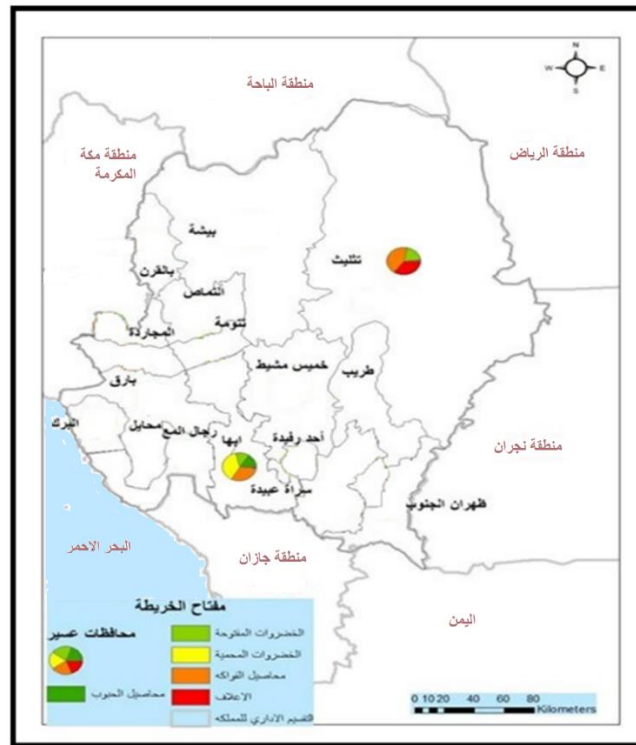 N
W E
S
منطقة الباحة
منطقة مكة
المكرمة
منطقة الرياض
بيشة
تثليث
بالقرن
النماص
تنومة
المجاردة
خميس مشيط
طريب
بارق
البرك
محايل
رجال المع
ابها
أحد رفيدة
منطقة نجران
سراة عبيدة
ظهران الجنوب
البحر الاحمر
منطقة جازان
اليمن
مفتاح الخريطة
محافظات عسير
الخضروات المفتوحة
الخضروات المحمية
محاصيل الفواكه
محاصيل الحبوب
الاعلاف
التقسيم الاداري للمملكه
0 10 20 40 60 80
Kilometers